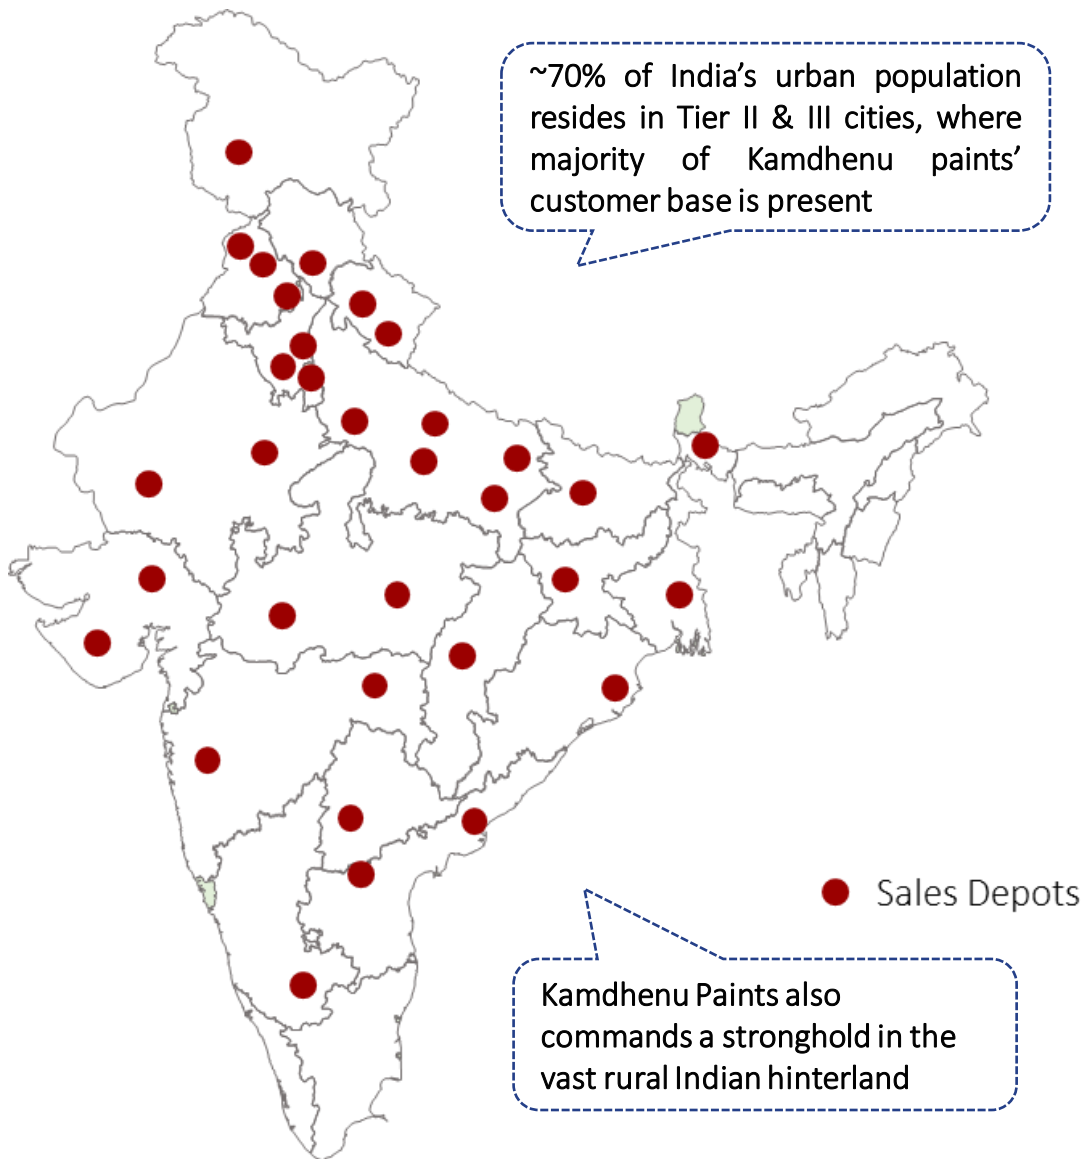 ~70% of India’s urban population
resides in Tier II & III cities, where
majority of Kamdhenu paints’
customer base is present
Sales Depots
Kamdhenu Paints also
commands a stronghold in the
vast rural Indian hinterland